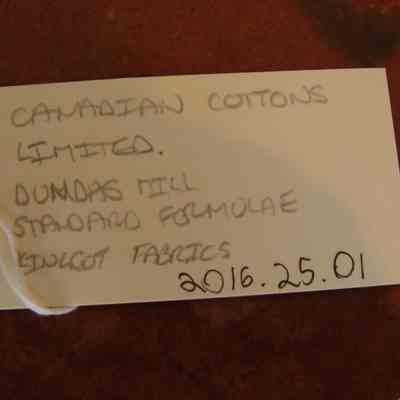 CANADIAN COTTONS
LIMITED.
DUNDAS MILL
STANDARD FORMULAE
KINGCOT FABRICS
2016.25.01